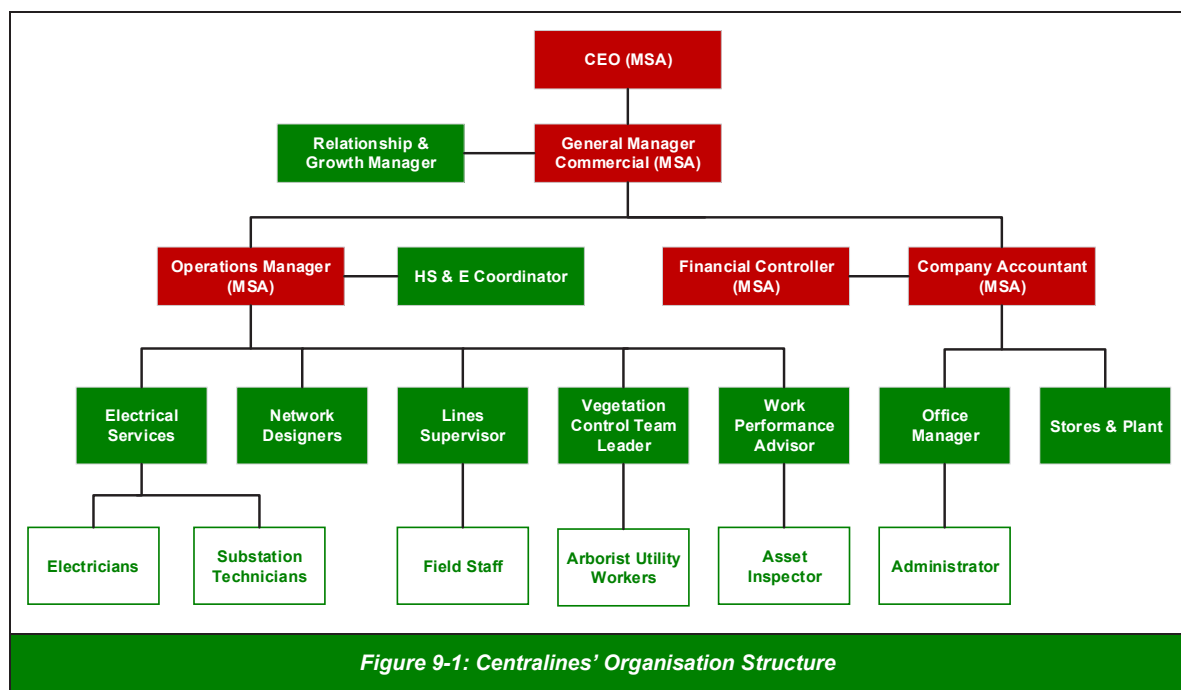 CEO (MSA)
Relationship &
Growth Manager
General Manager
Commercial (MSA)
Operations Manager
(MSA)
HS & E Coordinator
Financial Controller
(MSA)
Company Accountant
(MSA)
Electrical
Services
Network
Designers
Lines
Supervisor
Vegetation
Control Team
Leader
Work
Performance
Advisor
Office
Manager
Stores & Plant
Electricians
Substation
Technicians
Field Staff
Arborist Utility
Workers
Asset
Inspector
Administrator
Figure 9-1: Centralines' Organisation Structure